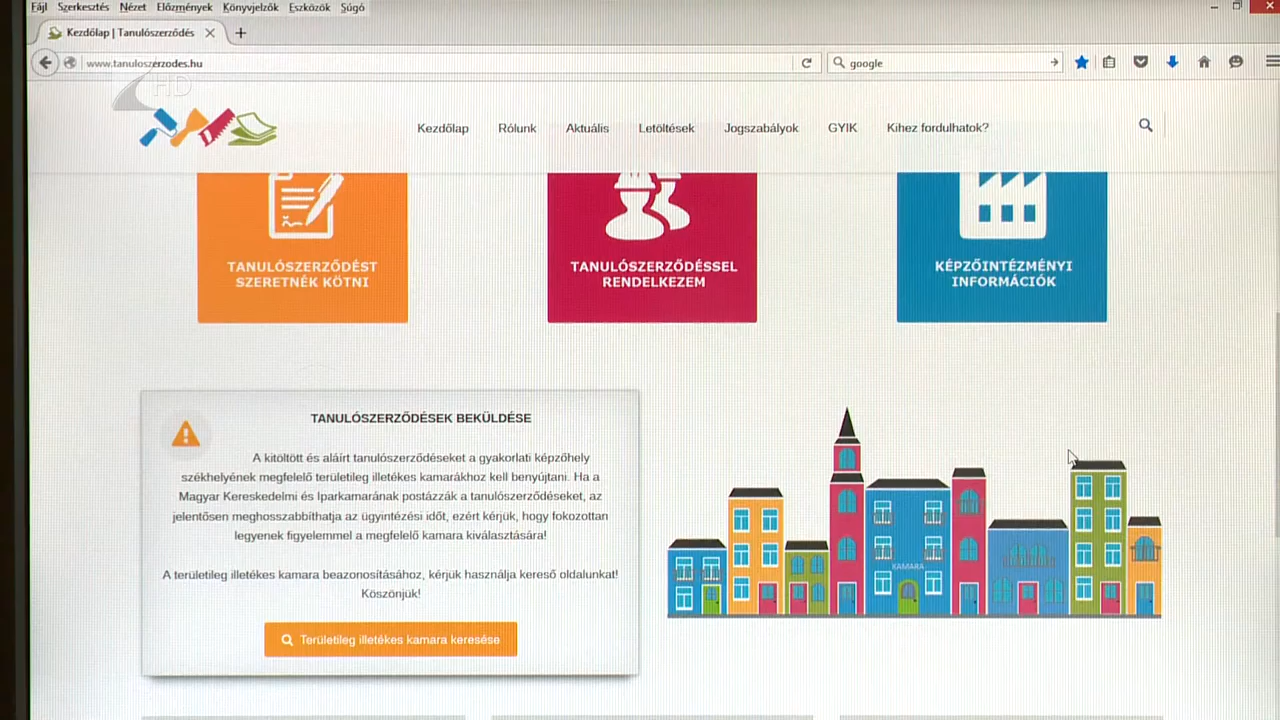 Fájl Szerkesztés Nézet Előzmények Könyvjelzők Eszközök Súgó
Kezdőlap | Tanulószerződés
www.tanuloszerzodes.hu
google
HD
Kezdőlap Rólunk Aktuális Letöltések Jogszabályok GYIK Kihez fordulhatok?
TANULÓSZERZŐDÉST
SZERETNÉK KÖTNI
TANULÓSZERZŐDÉSSEL
RENDELKEZEM
KÉPZŐINTÉZMÉNYI
INFORMÁCIÓK
TANULÓSZERZŐDÉSEK BEKÜLDÉSE
A kitöltött és aláírt tanulószerződéseket a gyakorlati képzőhely
székhelyének megfelelő területileg illetékes kamarákhoz kell benyújtani. Ha a
Magyar Kereskedelmi és Iparkamarának postázzák a tanulószerződéseket, az
jelentősen meghosszabbíthatja az ügyintézési időt, ezért kérjük, hogy fokozottan
legyenek figyelemmel a megfelelő kamara kiválasztására!
A területileg illetékes kamara beazonosításához, kérjük használja kereső oldalunkat!
Köszönjük!
Területileg illetékes kamara keresése
KAMARA